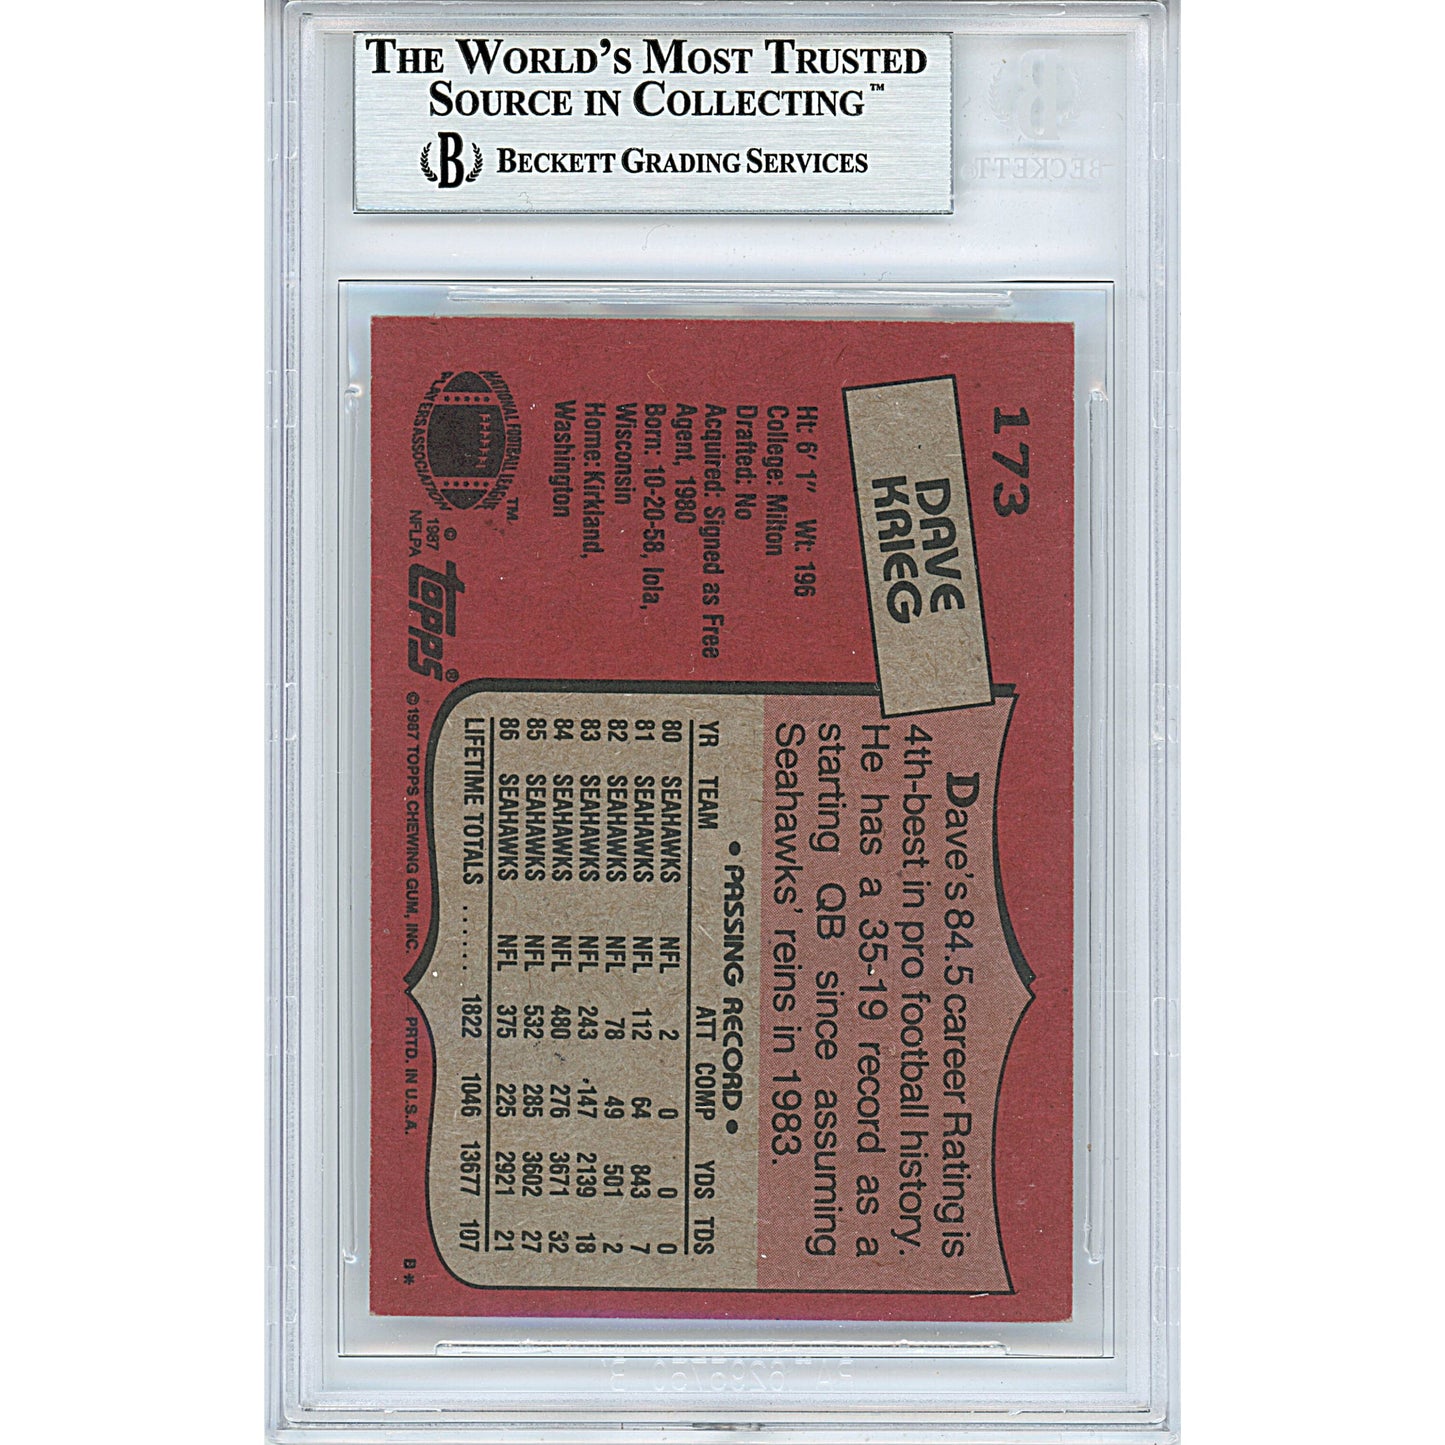 THE WORLD'S MOST TRUSTED
SOURCE IN COLLECTING™
B BECKETT GRADING SERVICES
BECKETT
173
DAVE
KRIEG
Ht: 6' 1" Wt: 196
College: Milton
Drafted: No
Acquired: Signed as Free
Agent, 1980
Born: 10-20-58, Iola,
Wisconsin
Home: Kirkland,
Washington
NATIONAL FOOTBALL LEAGUE
PLAYERS ASSOCIATION
TM
© 1987
NFLPA
topps®
Dave's 84.5 career Rating is
4th-best in pro football history.
He has a 35-19 record as a
starting QB since assuming
Seahawks' reins in 1983.
• PASSING RECORD •
YR TEAM ATT COMP YDS TDS
80 SEAHAWKS NFL 2 0 0 0
81 SEAHAWKS NFL 112 64 843 7
82 SEAHAWKS NFL 78 49 501 2
83 SEAHAWKS NFL 243 147 2139 18
84 SEAHAWKS NFL 480 276 3671 32
85 SEAHAWKS NFL 532 285 3602 27
86 SEAHAWKS NFL 375 225 2921 21
LIFETIME TOTALS ...... 1822 1046 13677 107
© 1987 TOPPS CHEWING GUM, INC. PRTD. IN U.S.A. B*